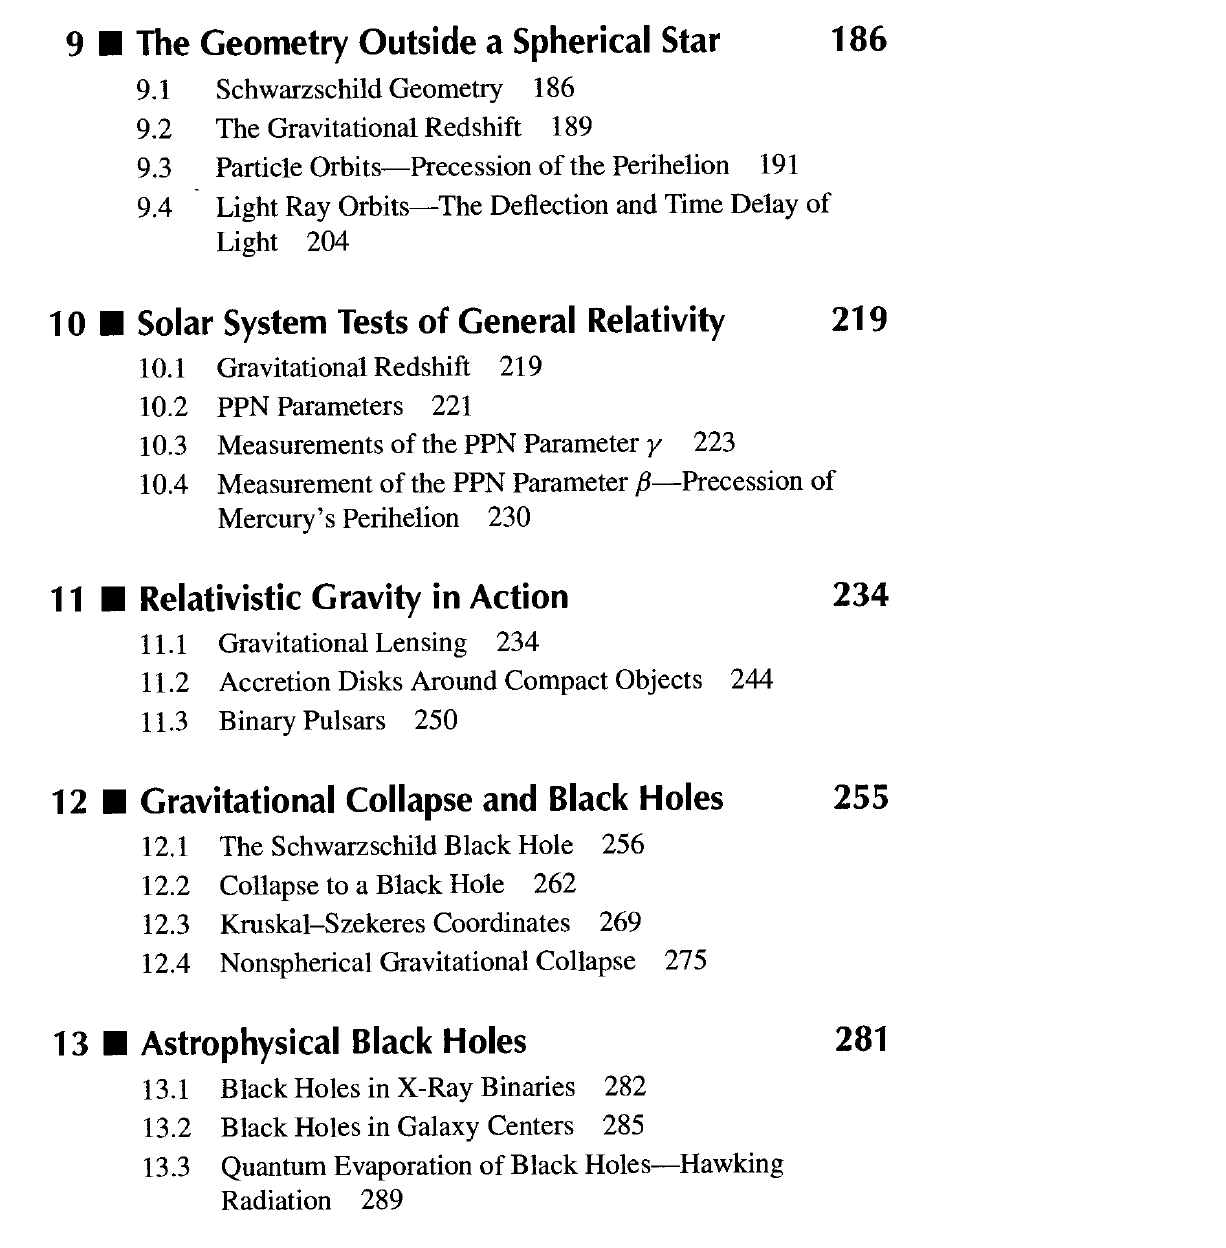 9 ■ The Geometry Outside a Spherical Star 186
9.1 Schwarzschild Geometry 186
9.2 The Gravitational Redshift 189
9.3 Particle Orbits—Precession of the Perihelion 191
9.4 Light Ray Orbits—The Deflection and Time Delay of
Light 204
10 ■ Solar System Tests of General Relativity 219
10.1 Gravitational Redshift 219
10.2 PPN Parameters 221
10.3 Measurements of the PPN Parameter γ 223
10.4 Measurement of the PPN Parameter β—Precession of
Mercury's Perihelion 230
11 ■ Relativistic Gravity in Action 234
11.1 Gravitational Lensing 234
11.2 Accretion Disks Around Compact Objects 244
11.3 Binary Pulsars 250
12 ■ Gravitational Collapse and Black Holes 255
12.1 The Schwarzschild Black Hole 256
12.2 Collapse to a Black Hole 262
12.3 Kruskal–Szekeres Coordinates 269
12.4 Nonspherical Gravitational Collapse 275
13 ■ Astrophysical Black Holes 281
13.1 Black Holes in X-Ray Binaries 282
13.2 Black Holes in Galaxy Centers 285
13.3 Quantum Evaporation of Black Holes—Hawking
Radiation 289